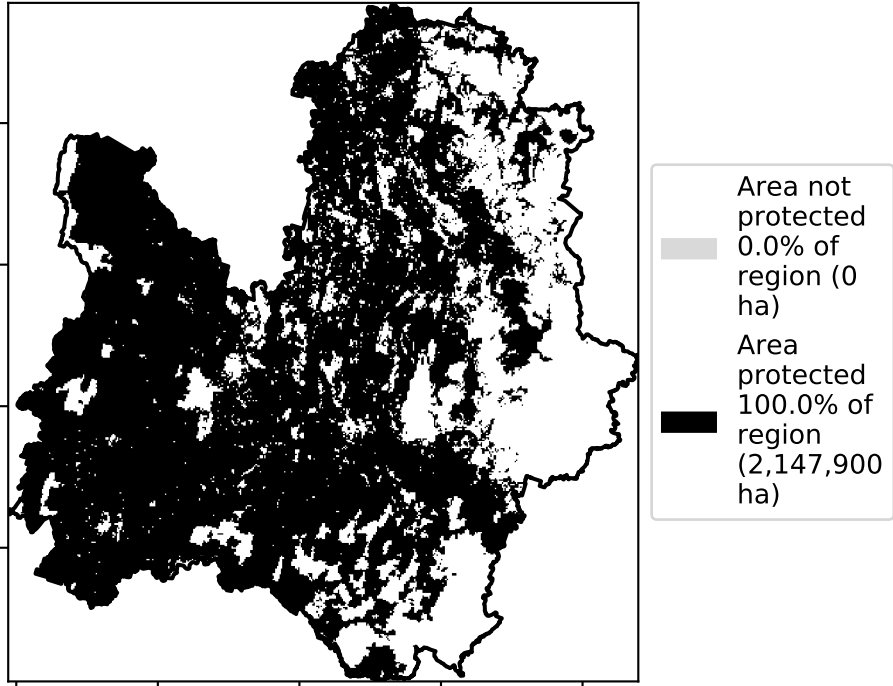 Area not
protected
0.0% of
region (0
ha)
Area
protected
100.0% of
region
(2,147,900
ha)